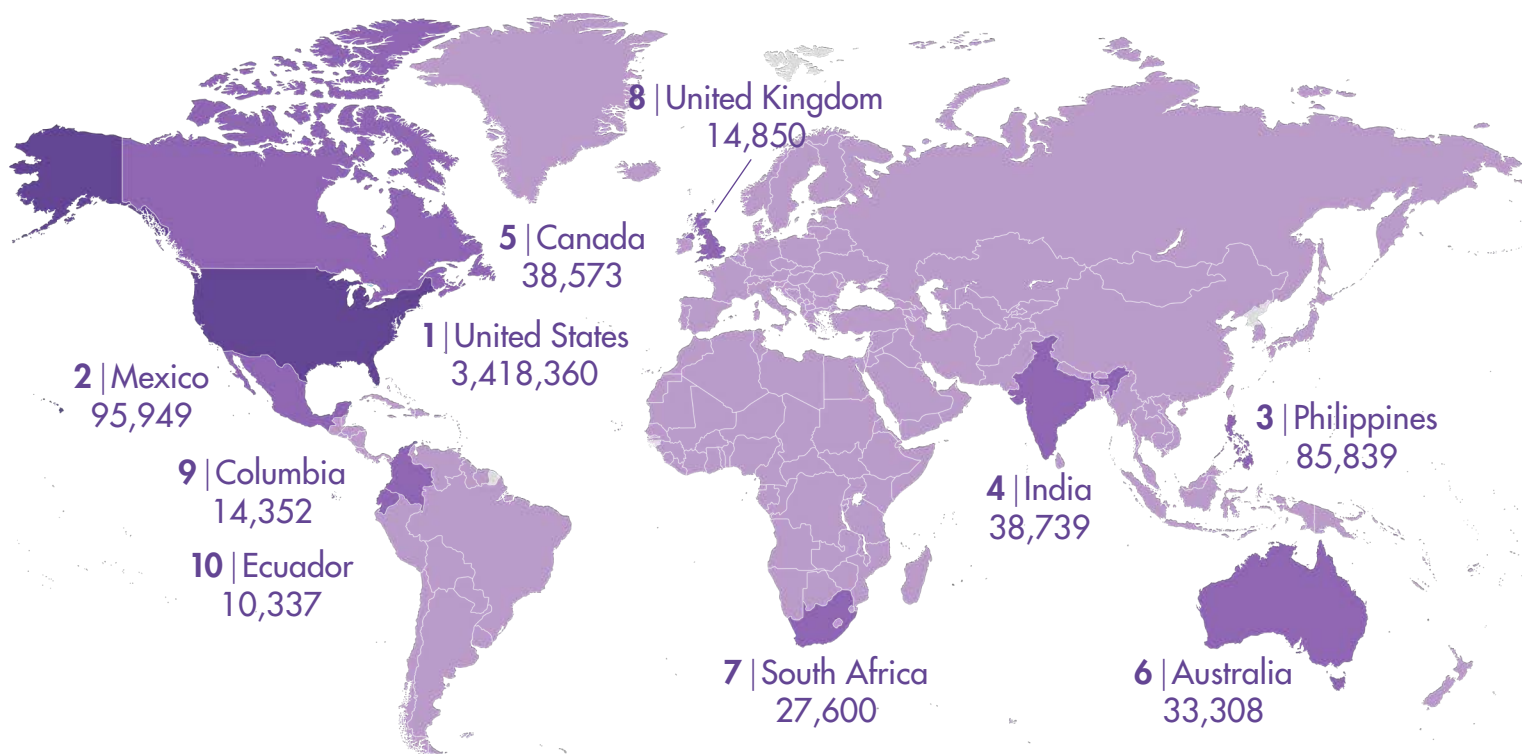 8 | United Kingdom
14,850
5 | Canada
38,573
1 | United States
3,418,360
2 | Mexico
95,949
3 | Philippines
85,839
9 | Columbia
14,352
4 | India
38,739
10 | Ecuador
10,337
7 | South Africa
27,600
6 | Australia
33,308